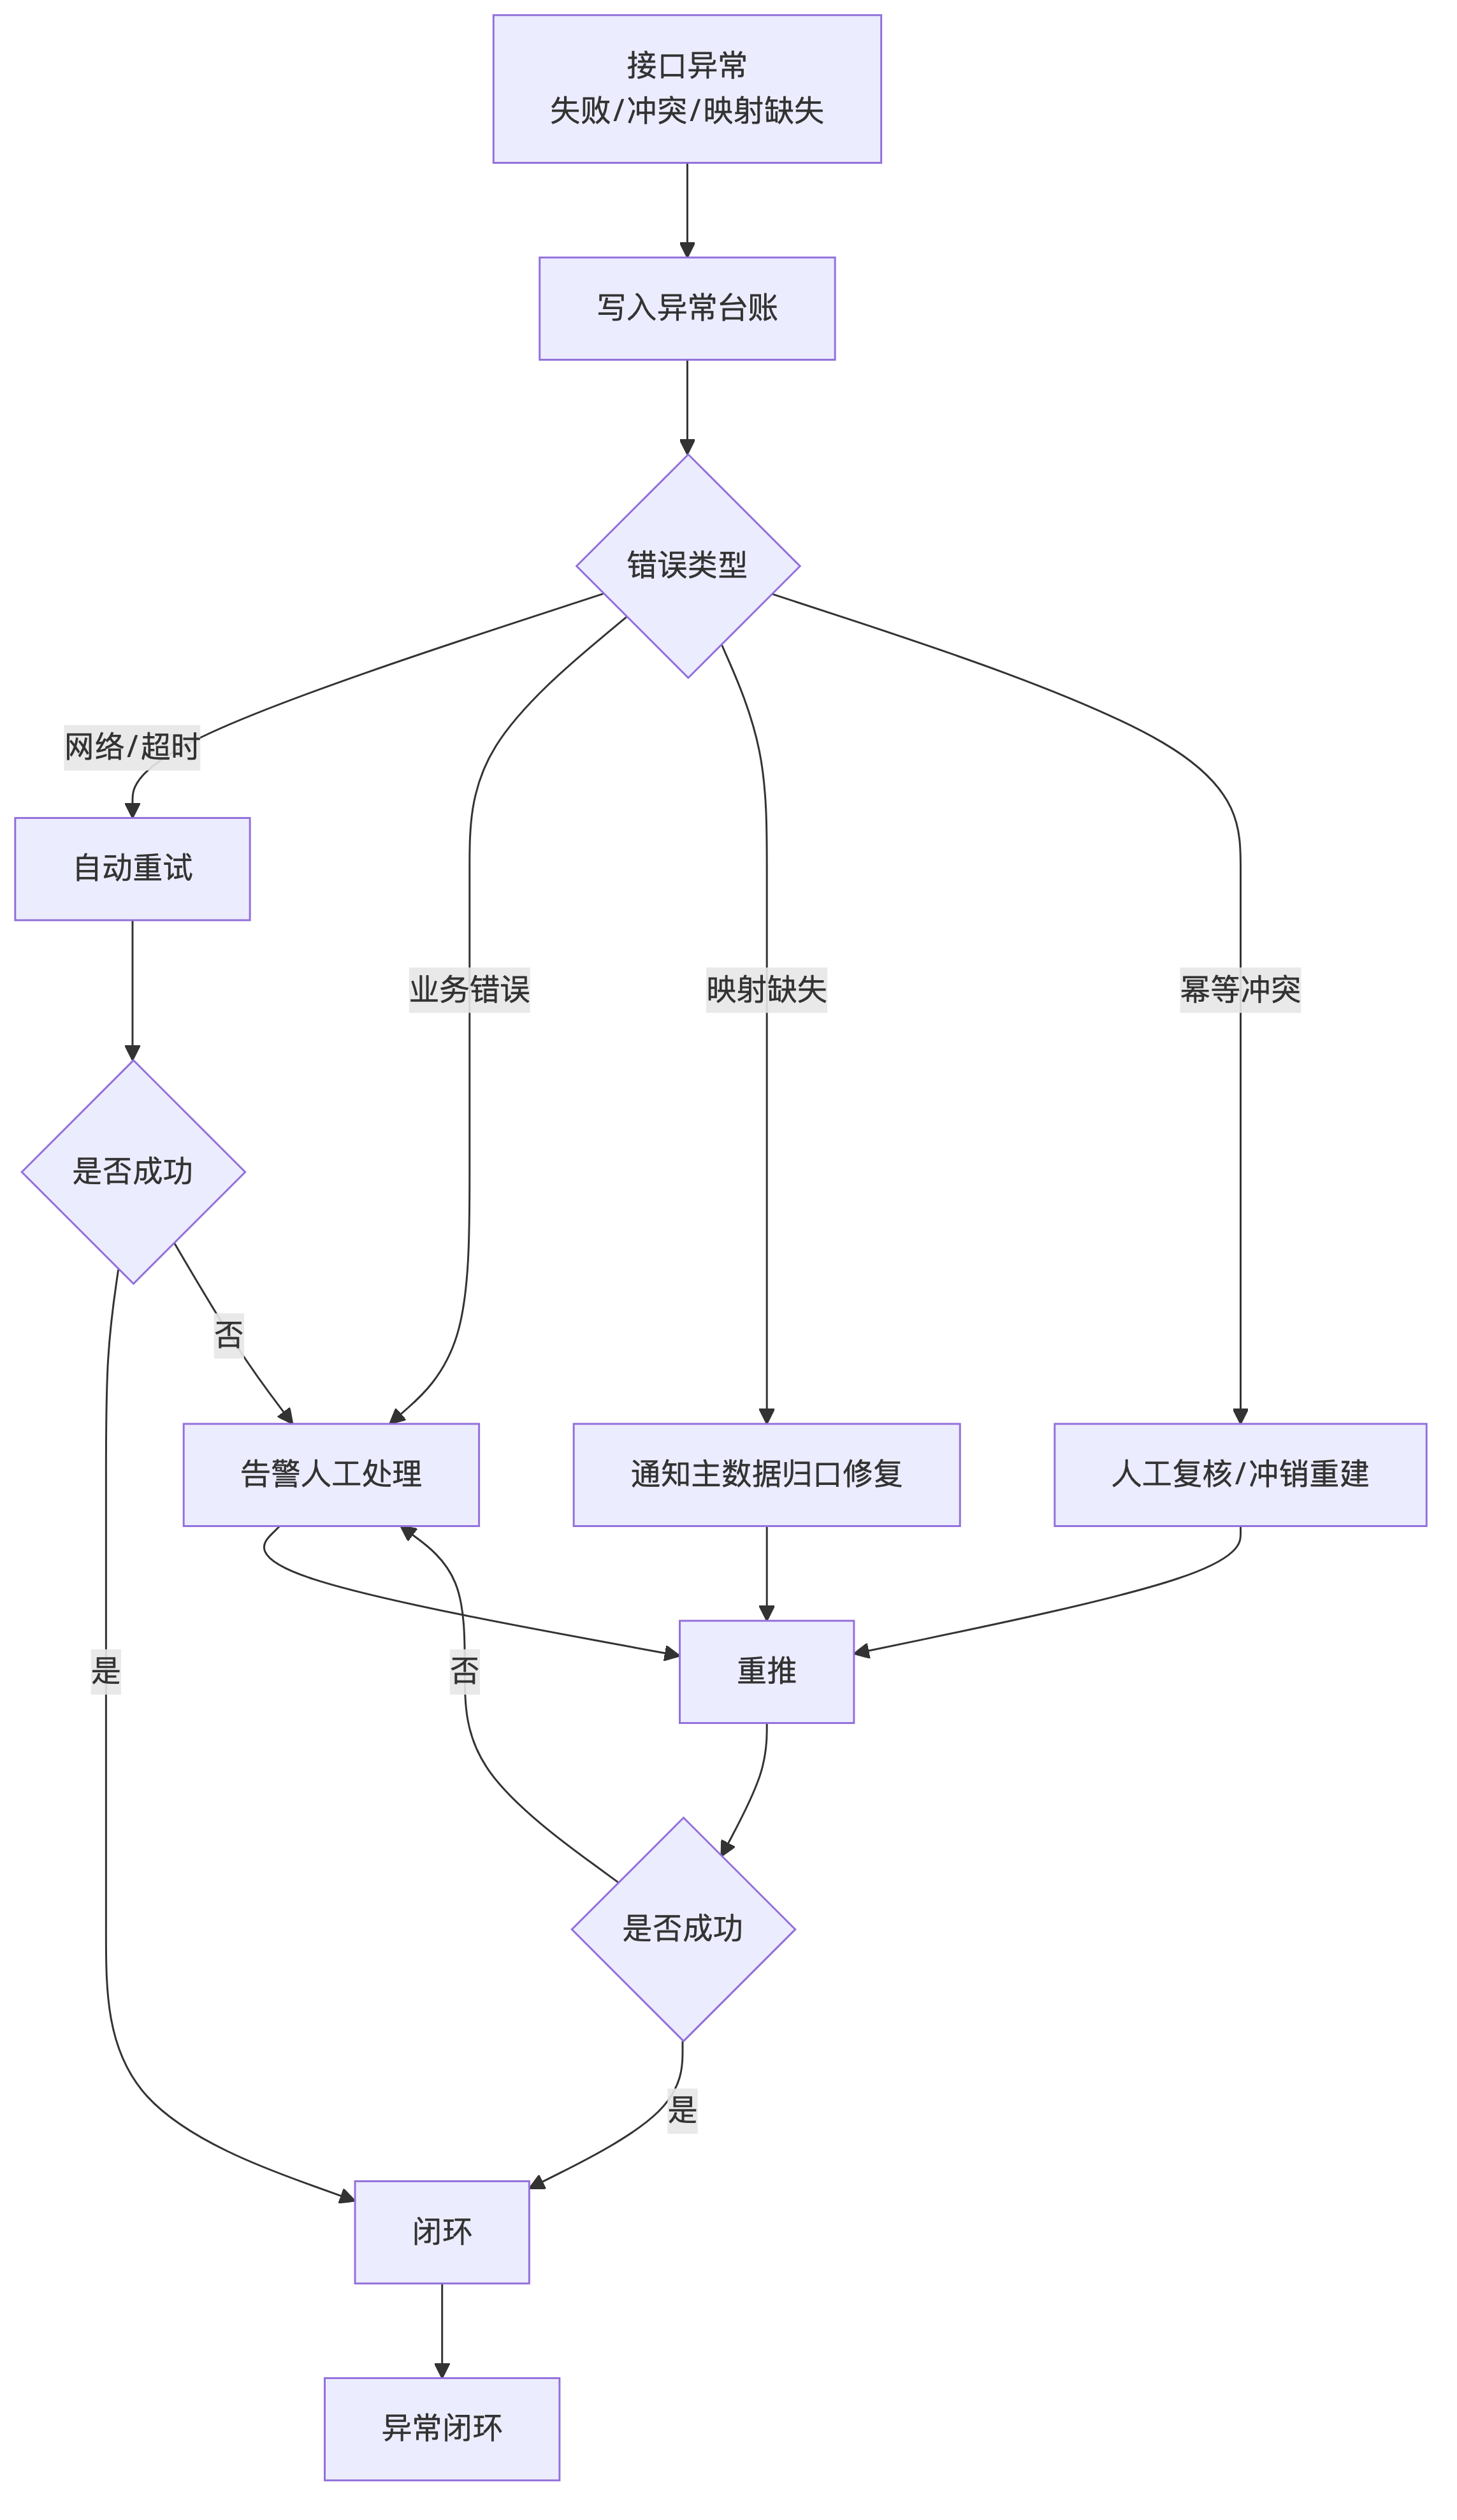 接口异常
失败/冲突/映射缺失
写入异常台账
错误类型
网络/超时
自动重试
业务错误
映射缺失
幂等冲突
是否成功
否
告警人工处理
通知主数据归口修复
人工复核/冲销重建
是
否
重推
是否成功
是
闭环
异常闭环